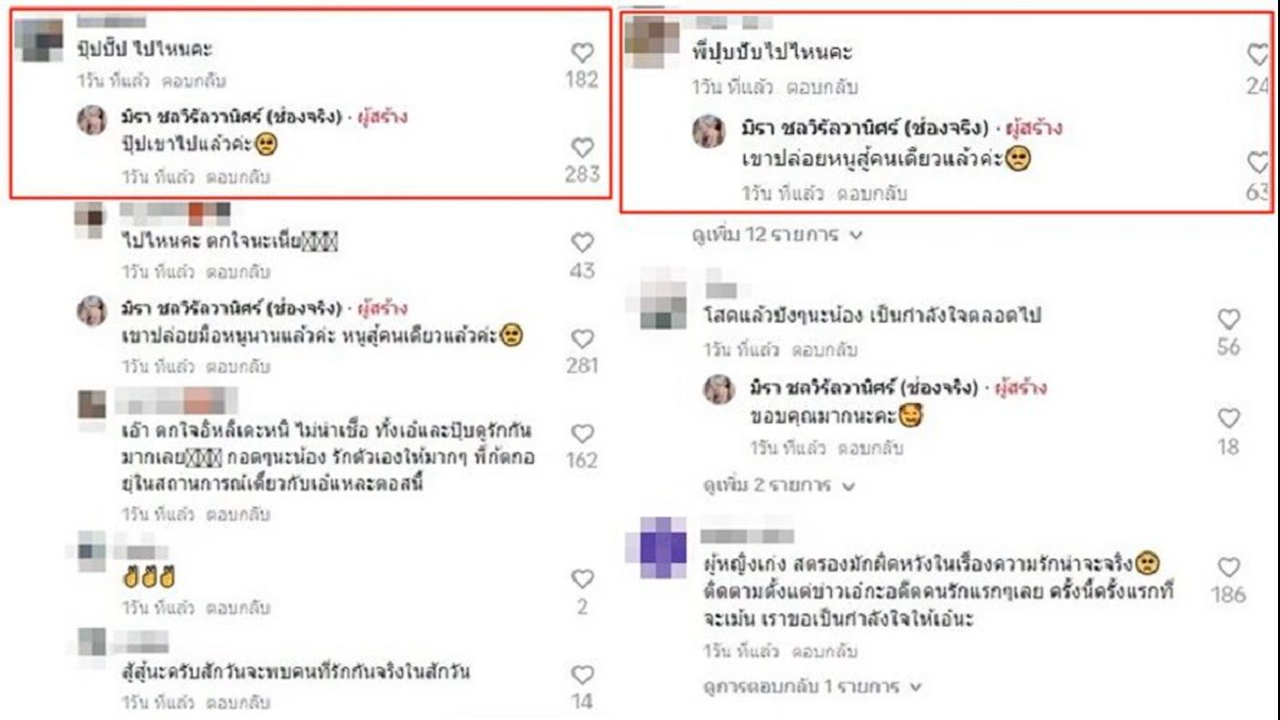 ปุ๊ปปั๊ป ไปไหนคะ
1วัน ที่แล้ว ตอบกลับ
182
มิรา ชลวิรัลวานิศร์ (ช่องจริง) · ผู้สร้าง
ปุ๊ปเขาไปแล้วค่ะ🥺
1วัน ที่แล้ว ตอบกลับ
283
ไปไหนคะ ตกใจนะเนี่ย
1วัน ที่แล้ว ตอบกลับ
43
มิรา ชลวิรัลวานิศร์ (ช่องจริง) · ผู้สร้าง
เขาปล่อยมือหนูนานแล้วค่ะ หนูสู้คนเดียวแล้วค่ะ🥺
1วัน ที่แล้ว ตอบกลับ
281
เอ้า ตกใจอิหลีเดะหนิ ไม่น่าเชื่อ ทั้งเอ๋และปุ๊บดูรักกัน
มากเลย กอดๆนะน้อง รักตัวเองให้มากๆ พี่ก้ตกอ
ยุ่ในสถานการณ์เดี๋ยวกับเอ๋แหละตอสนี้
162
1วัน ที่แล้ว ตอบกลับ
✌️✌️✌️
1วัน ที่แล้ว ตอบกลับ
2
สู้สู้นะครับสักวันจะพบคนที่รักกันจริงในสักวัน
1วัน ที่แล้ว ตอบกลับ
14
พี่ปุ๊บปั๊บไปไหนคะ
1วัน ที่แล้ว ตอบกลับ
24
มิรา ชลวิรัลวานิศร์ (ช่องจริง) · ผู้สร้าง
เขาปล่อยหนูสู้คนเดียวแล้วค่ะ🥺
1วัน ที่แล้ว ตอบกลับ
63
ดูเพิ่ม 12 รายการ
โสดแล้วปังๆนะน้อง เป็นกำลังใจตลอดไป
1วัน ที่แล้ว ตอบกลับ
56
มิรา ชลวิรัลวานิศร์ (ช่องจริง) · ผู้สร้าง
ขอบคุณมากนะคะ🥰
1วัน ที่แล้ว ตอบกลับ
18
ดูเพิ่ม 2 รายการ
ผู้หญิงเก่ง สตรองมักผิดหวังในเรื่องความรักน่าจะจริง🥺
ติดตามตั้งแต่ข่าวเอ๋กะอดีตคนรักแรกๆเลย ครั้งนี้ครั้งแรกที่
จะเม้น เราขอเป็นกำลังใจให้เอ๋นะ
186
1วัน ที่แล้ว ตอบกลับ
ดูการตอบกลับ 1 รายการ